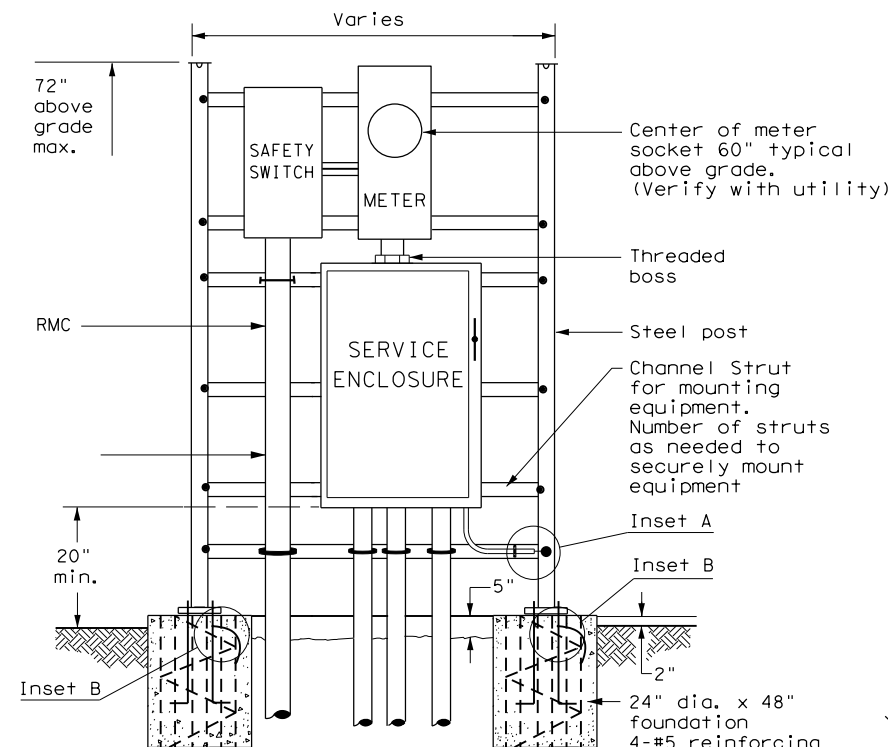 Varies
72"
above
grade
max.
SAFETY
SWITCH
METER
Center of meter
socket 60" typical
above grade.
(Verify with utility)
Threaded
boss
RMC
Steel post
SERVICE
ENCLOSURE
Channel Strut
for mounting
equipment.
Number of struts
as needed to
securely mount
equipment
Inset A
20"
min.
5"
Inset B
2"
Inset B
24" dia. x 48"
foundation
4-#5 reinforcing